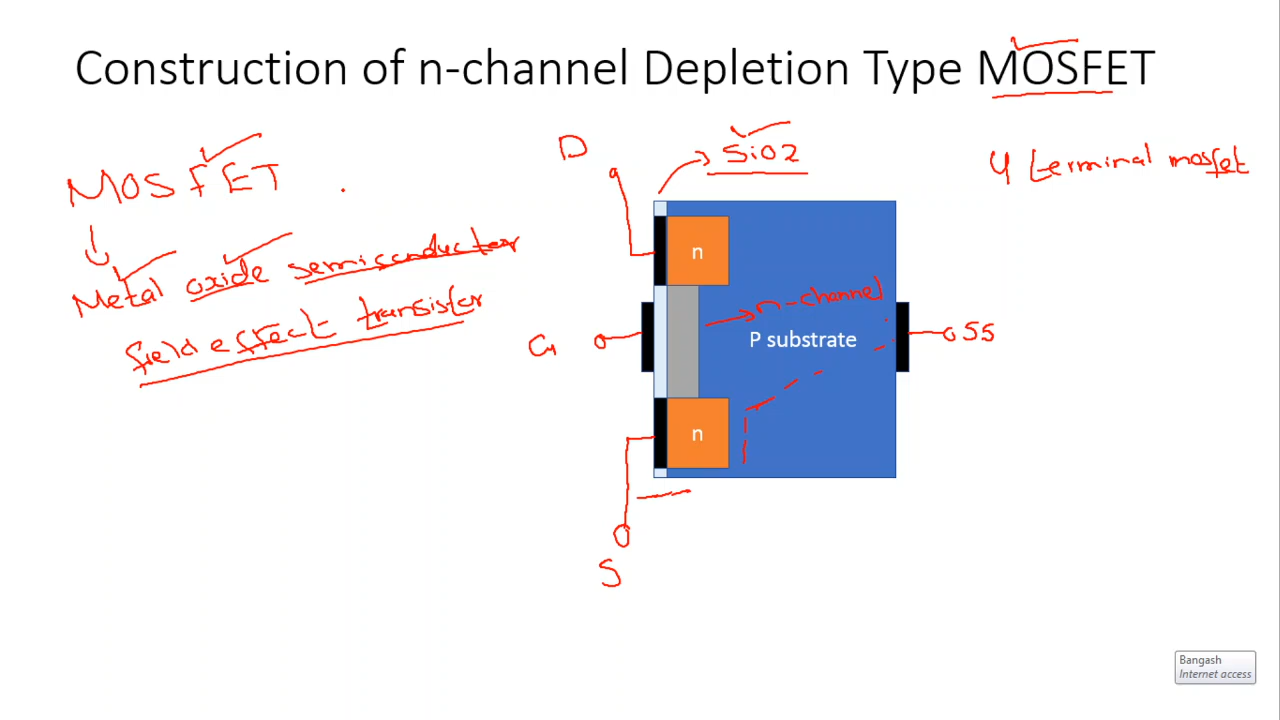 Construction of n-channel Depletion Type MOSFET
MOSFET
Metal oxide semiconductor
field effect transister
D
SiO2
4 terminal mosfet
n
n-channel
P substrate
G
SS
n
S
Bangash
Internet access